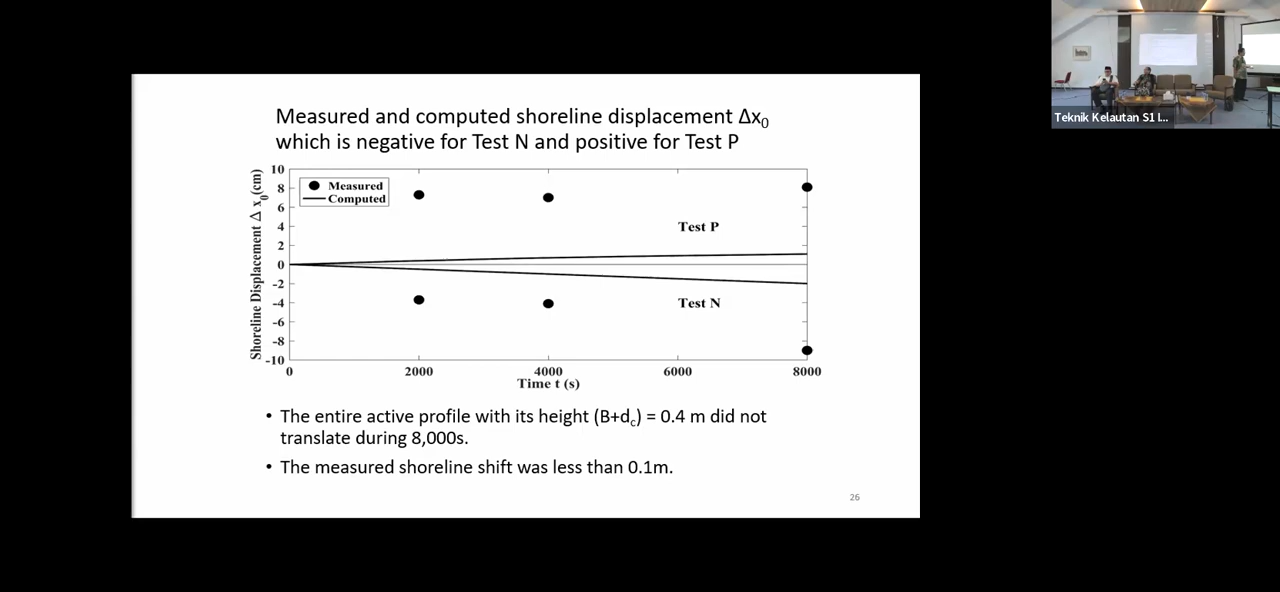 Measured and computed shoreline displacement Δx₀
which is negative for Test N and positive for Test P
Shoreline Displacement Δ x₀(cm)
10
8
6
4
2
0
-2
-4
-6
-8
-10
Measured
Computed
Test P
Test N
0 2000 4000 6000 8000
Time t (s)
• The entire active profile with its height (B+d꜀) = 0.4 m did not
translate during 8,000s.
• The measured shoreline shift was less than 0.1m.
26
Teknik Kelautan S1 I...